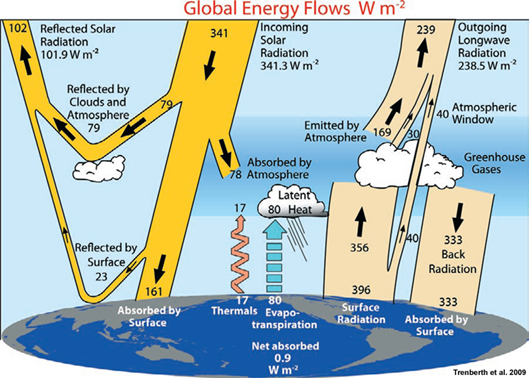 Global Energy Flows W m⁻²
102
Reflected Solar
Radiation
101.9 W m⁻²
341
Incoming
Solar
Radiation
341.3 W m⁻²
239
Outgoing
Longwave
Radiation
238.5 W m⁻²
Reflected by
Clouds and
Atmosphere
79
79
Emitted by
Atmosphere
169
30
40
Atmospheric
Window
Greenhouse
Gases
Absorbed by
78 Atmosphere
Latent
80 Heat
17
Reflected by
Surface
23
356
40
333
Back
Radiation
161
Absorbed by
Surface
17
Thermals
80
Evapo-
transpiration
396
Surface
Radiation
333
Absorbed by
Surface
Net absorbed
0.9
W m⁻²
Trenberth et al. 2009